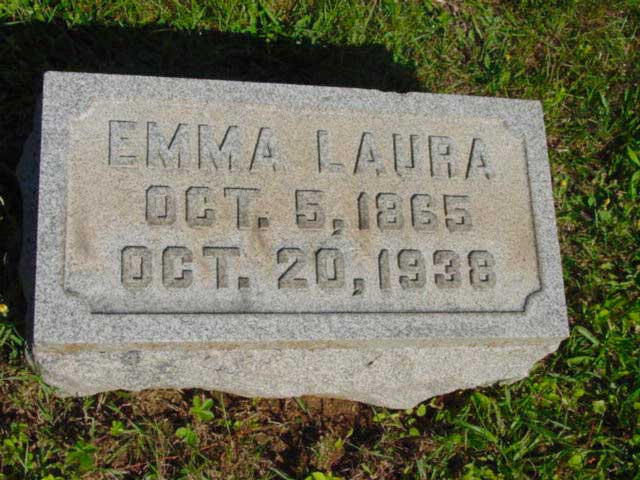 EMMA LAURA
OCT. 5, 1865
OCT. 20, 1938